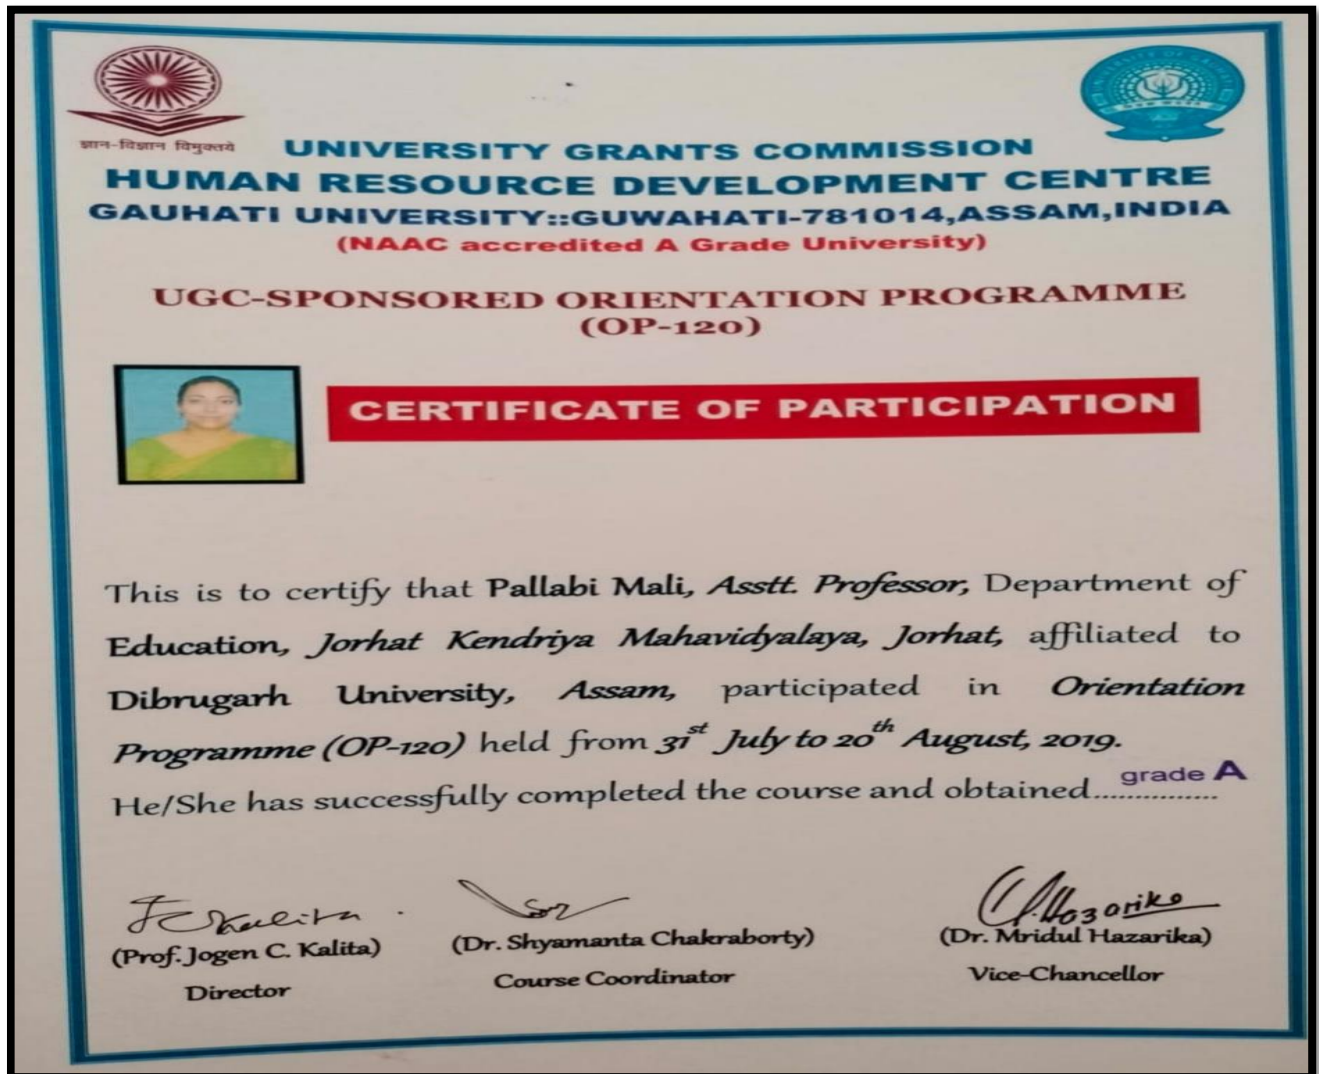 ज्ञान-विज्ञान विमुक्तये
UNIVERSITY GRANTS COMMISSION
HUMAN RESOURCE DEVELOPMENT CENTRE
GAUHATI UNIVERSITY::GUWAHATI-781014,ASSAM,INDIA
(NAAC accredited A Grade University)
UGC-SPONSORED ORIENTATION PROGRAMME
(OP-120)
CERTIFICATE OF PARTICIPATION
This is to certify that Pallabi Mali, Asstt. Professor, Department of
Education, Jorhat Kendriya Mahavidyalaya, Jorhat, affiliated to
Dibrugarh University, Assam, participated in Orientation
Programme (OP-120) held from 31st July to 20th August, 2019.
He/She has successfully completed the course and obtained...............grade A
(Prof. Jogen C. Kalita)
Director
(Dr. Shyamanta Chakraborty)
Course Coordinator
(Dr. Mridul Hazarika)
Vice-Chancellor